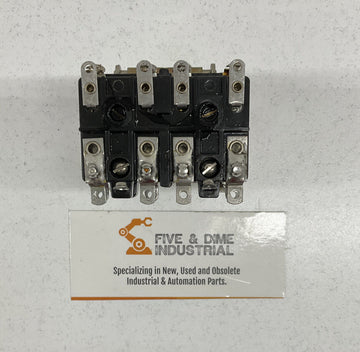 FIVE & DIME
INDUSTRIAL
Specializing in New, Used and Obsolete
Industrial & Automation Parts.